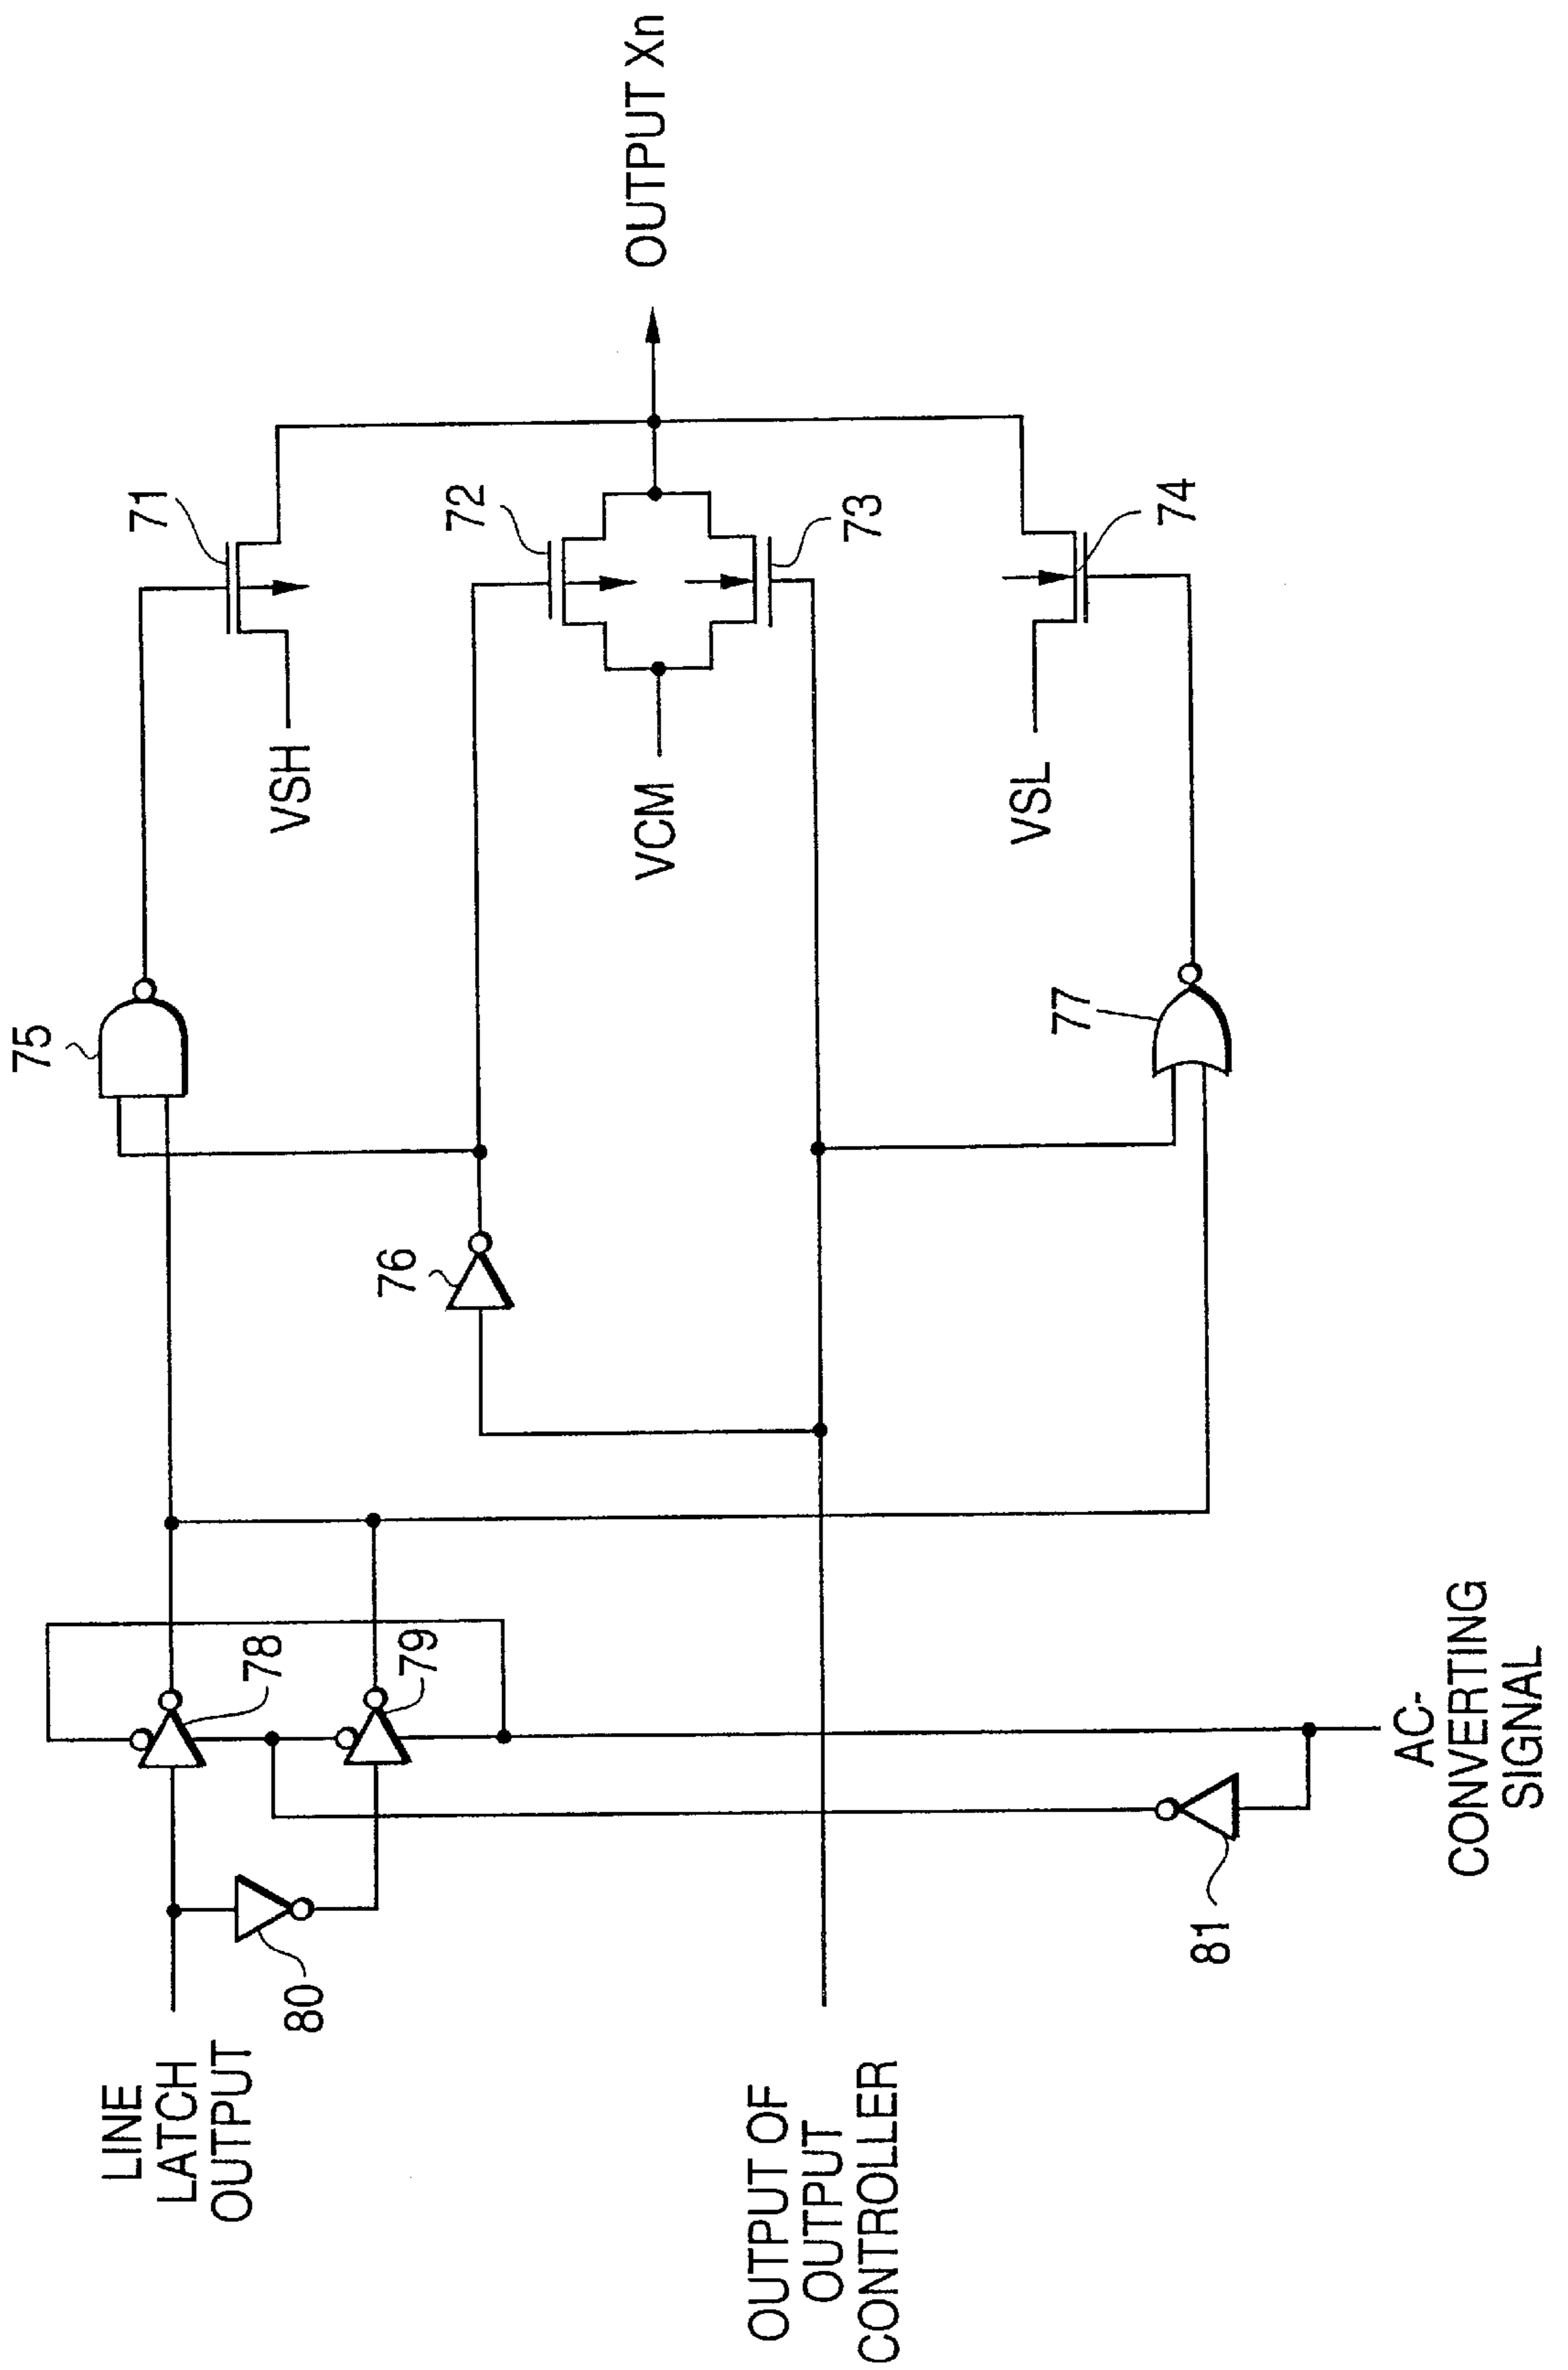 LINE
LATCH
OUTPUT
80
78
79
75
76
71
VSH
72
VCM
73
OUTPUT Xn
OUTPUT OF
OUTPUT
CONTROLLER
VSL
74
77
81
AC-
CONVERTING
SIGNAL